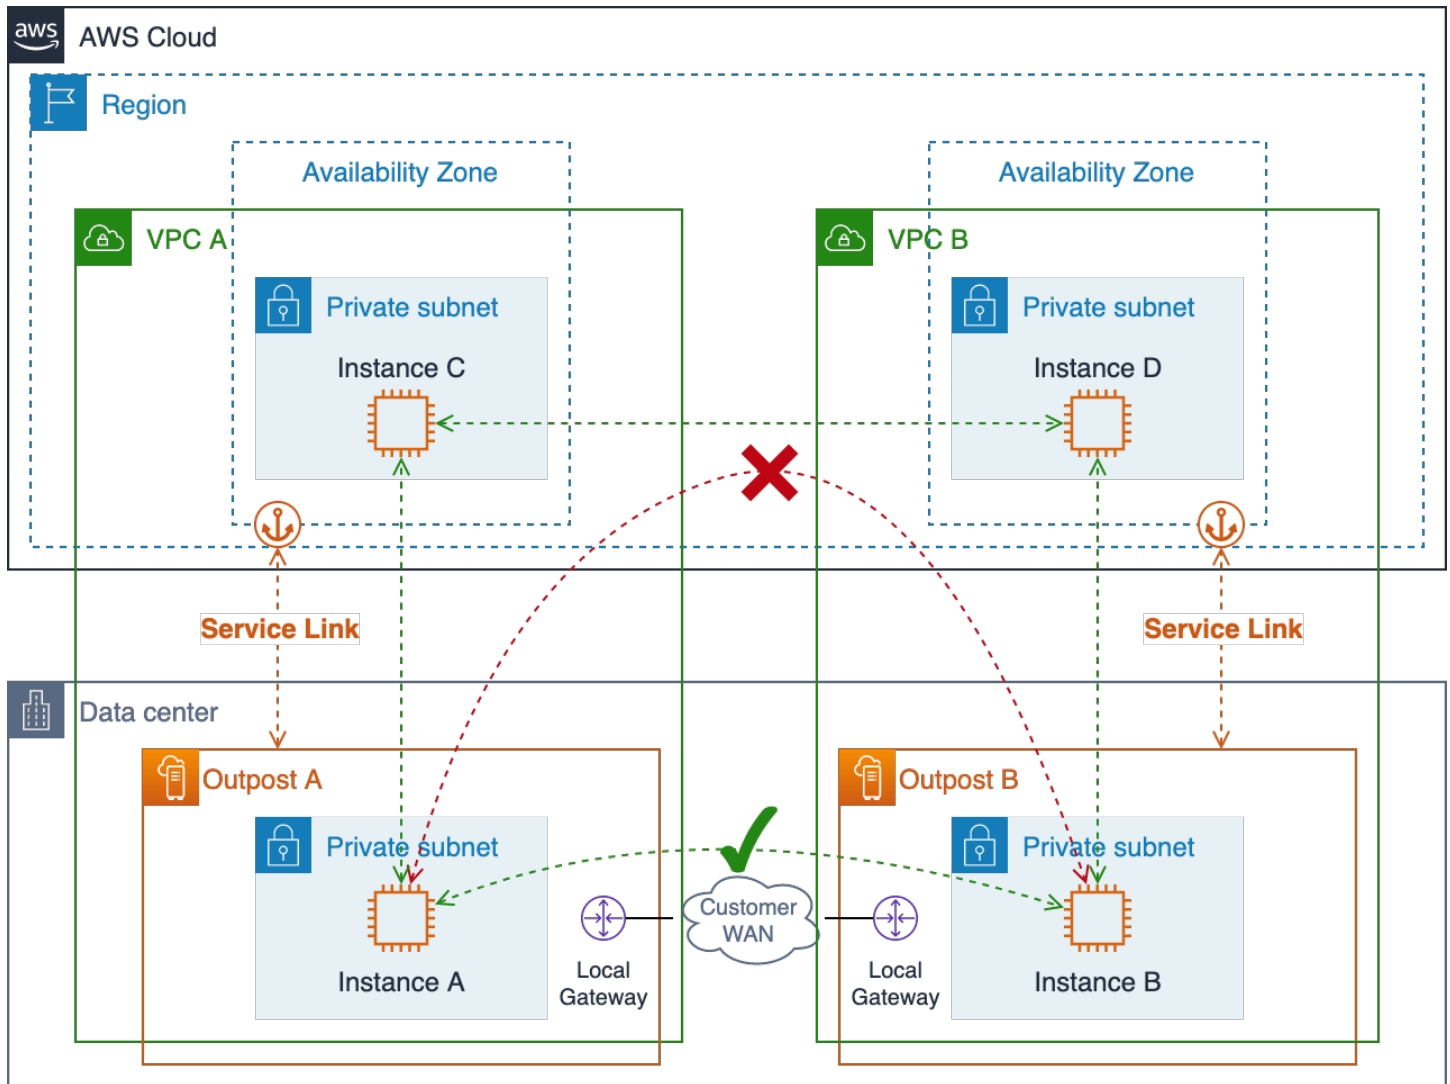 aws
AWS Cloud
Region
Availability Zone
Availability Zone
VPC A
VPC B
Private subnet
Private subnet
Instance C
Instance D
Service Link
Service Link
Data center
Outpost A
Outpost B
Private subnet
Private subnet
Customer
WAN
Local
Gateway
Local
Gateway
Instance A
Instance B